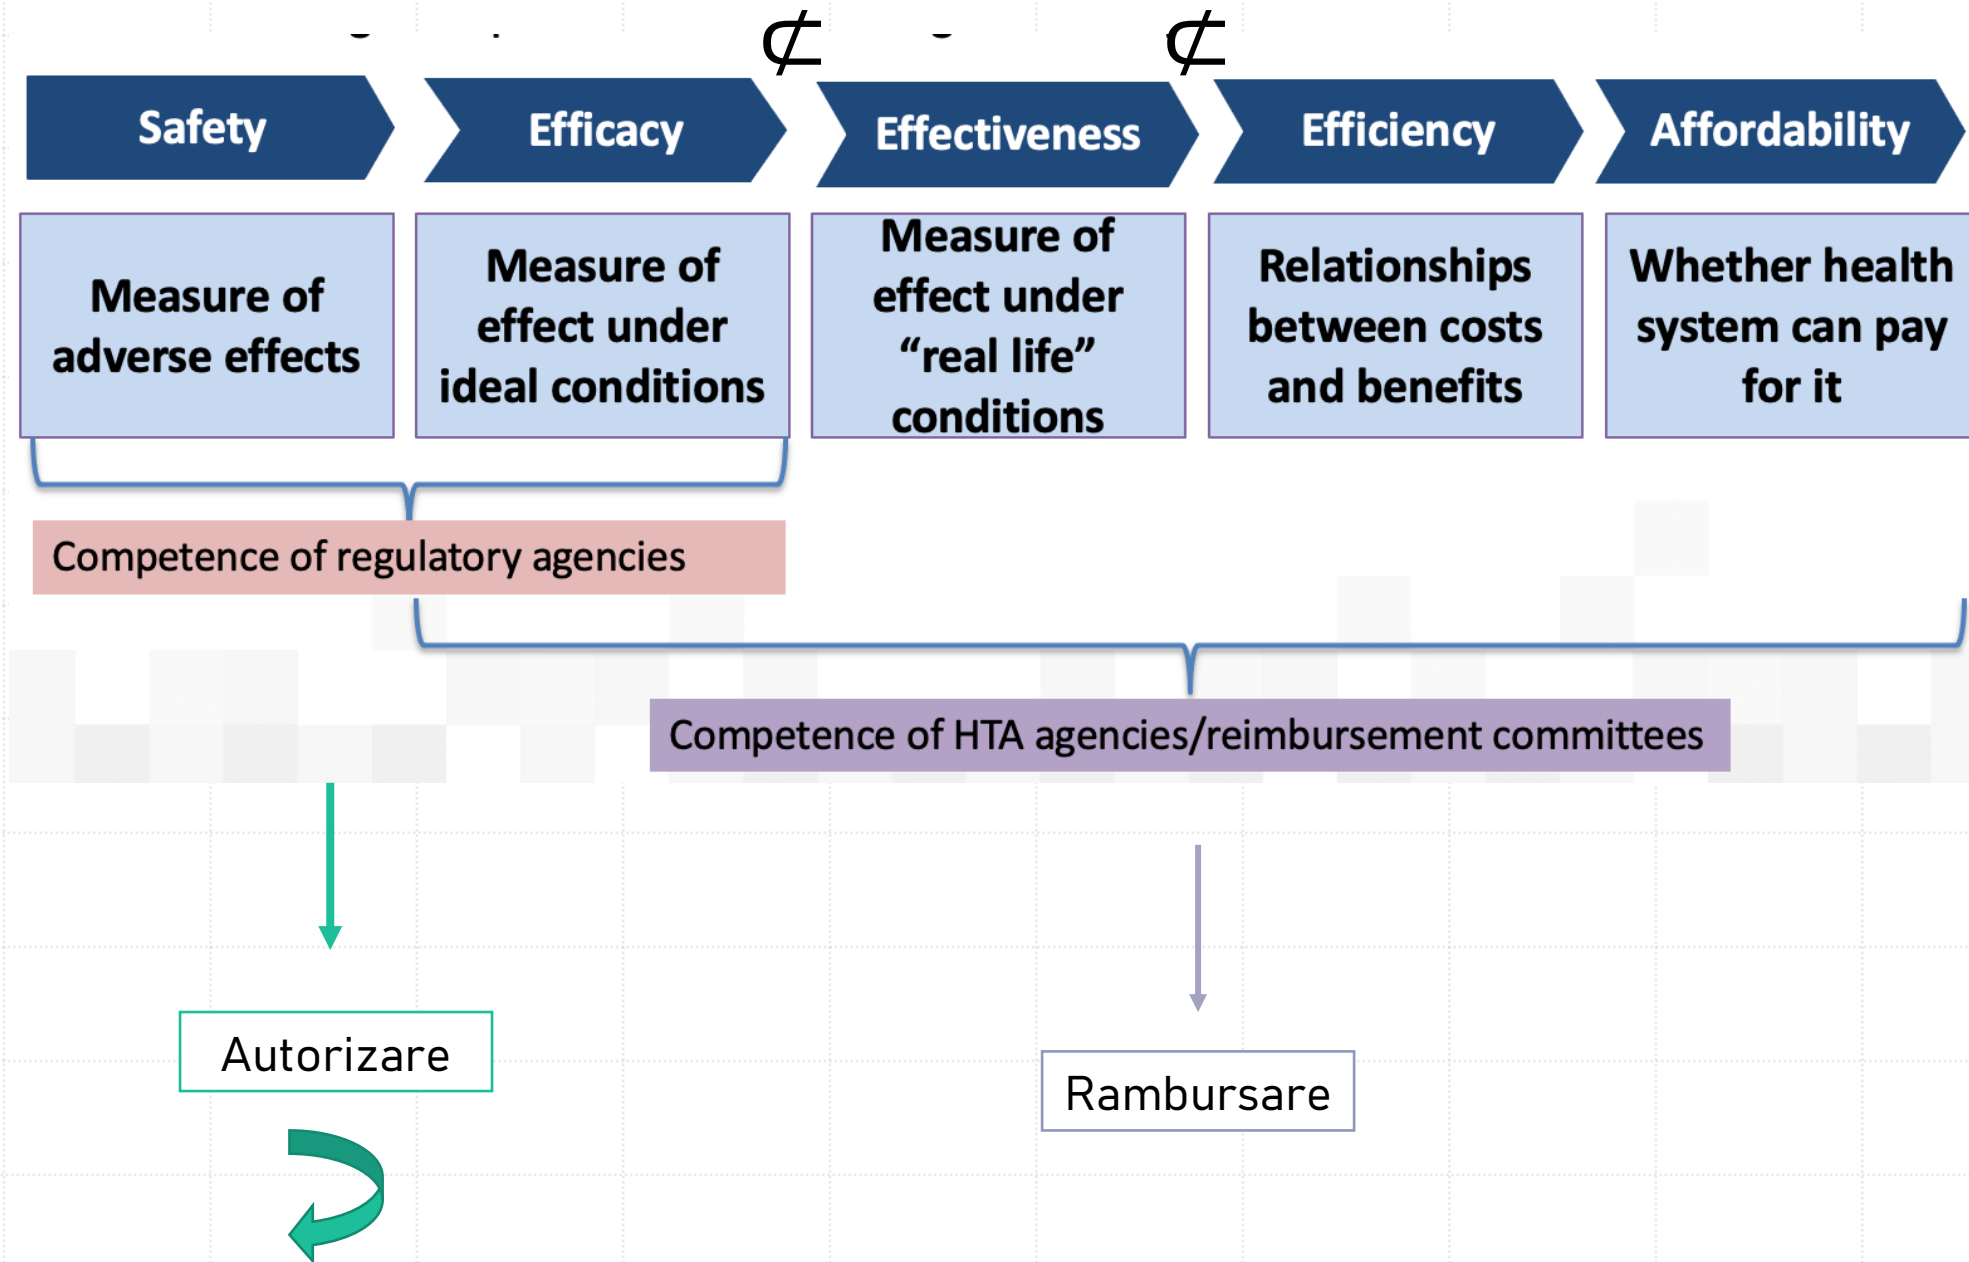 ⊄ ⊄
Safety
Efficacy
Effectiveness
Efficiency
Affordability
Measure of
adverse effects
Measure of
effect under
ideal conditions
Measure of
effect under
“real life”
conditions
Relationships
between costs
and benefits
Whether health
system can pay
for it
Competence of regulatory agencies
Competence of HTA agencies/reimbursement committees
Autorizare
Rambursare